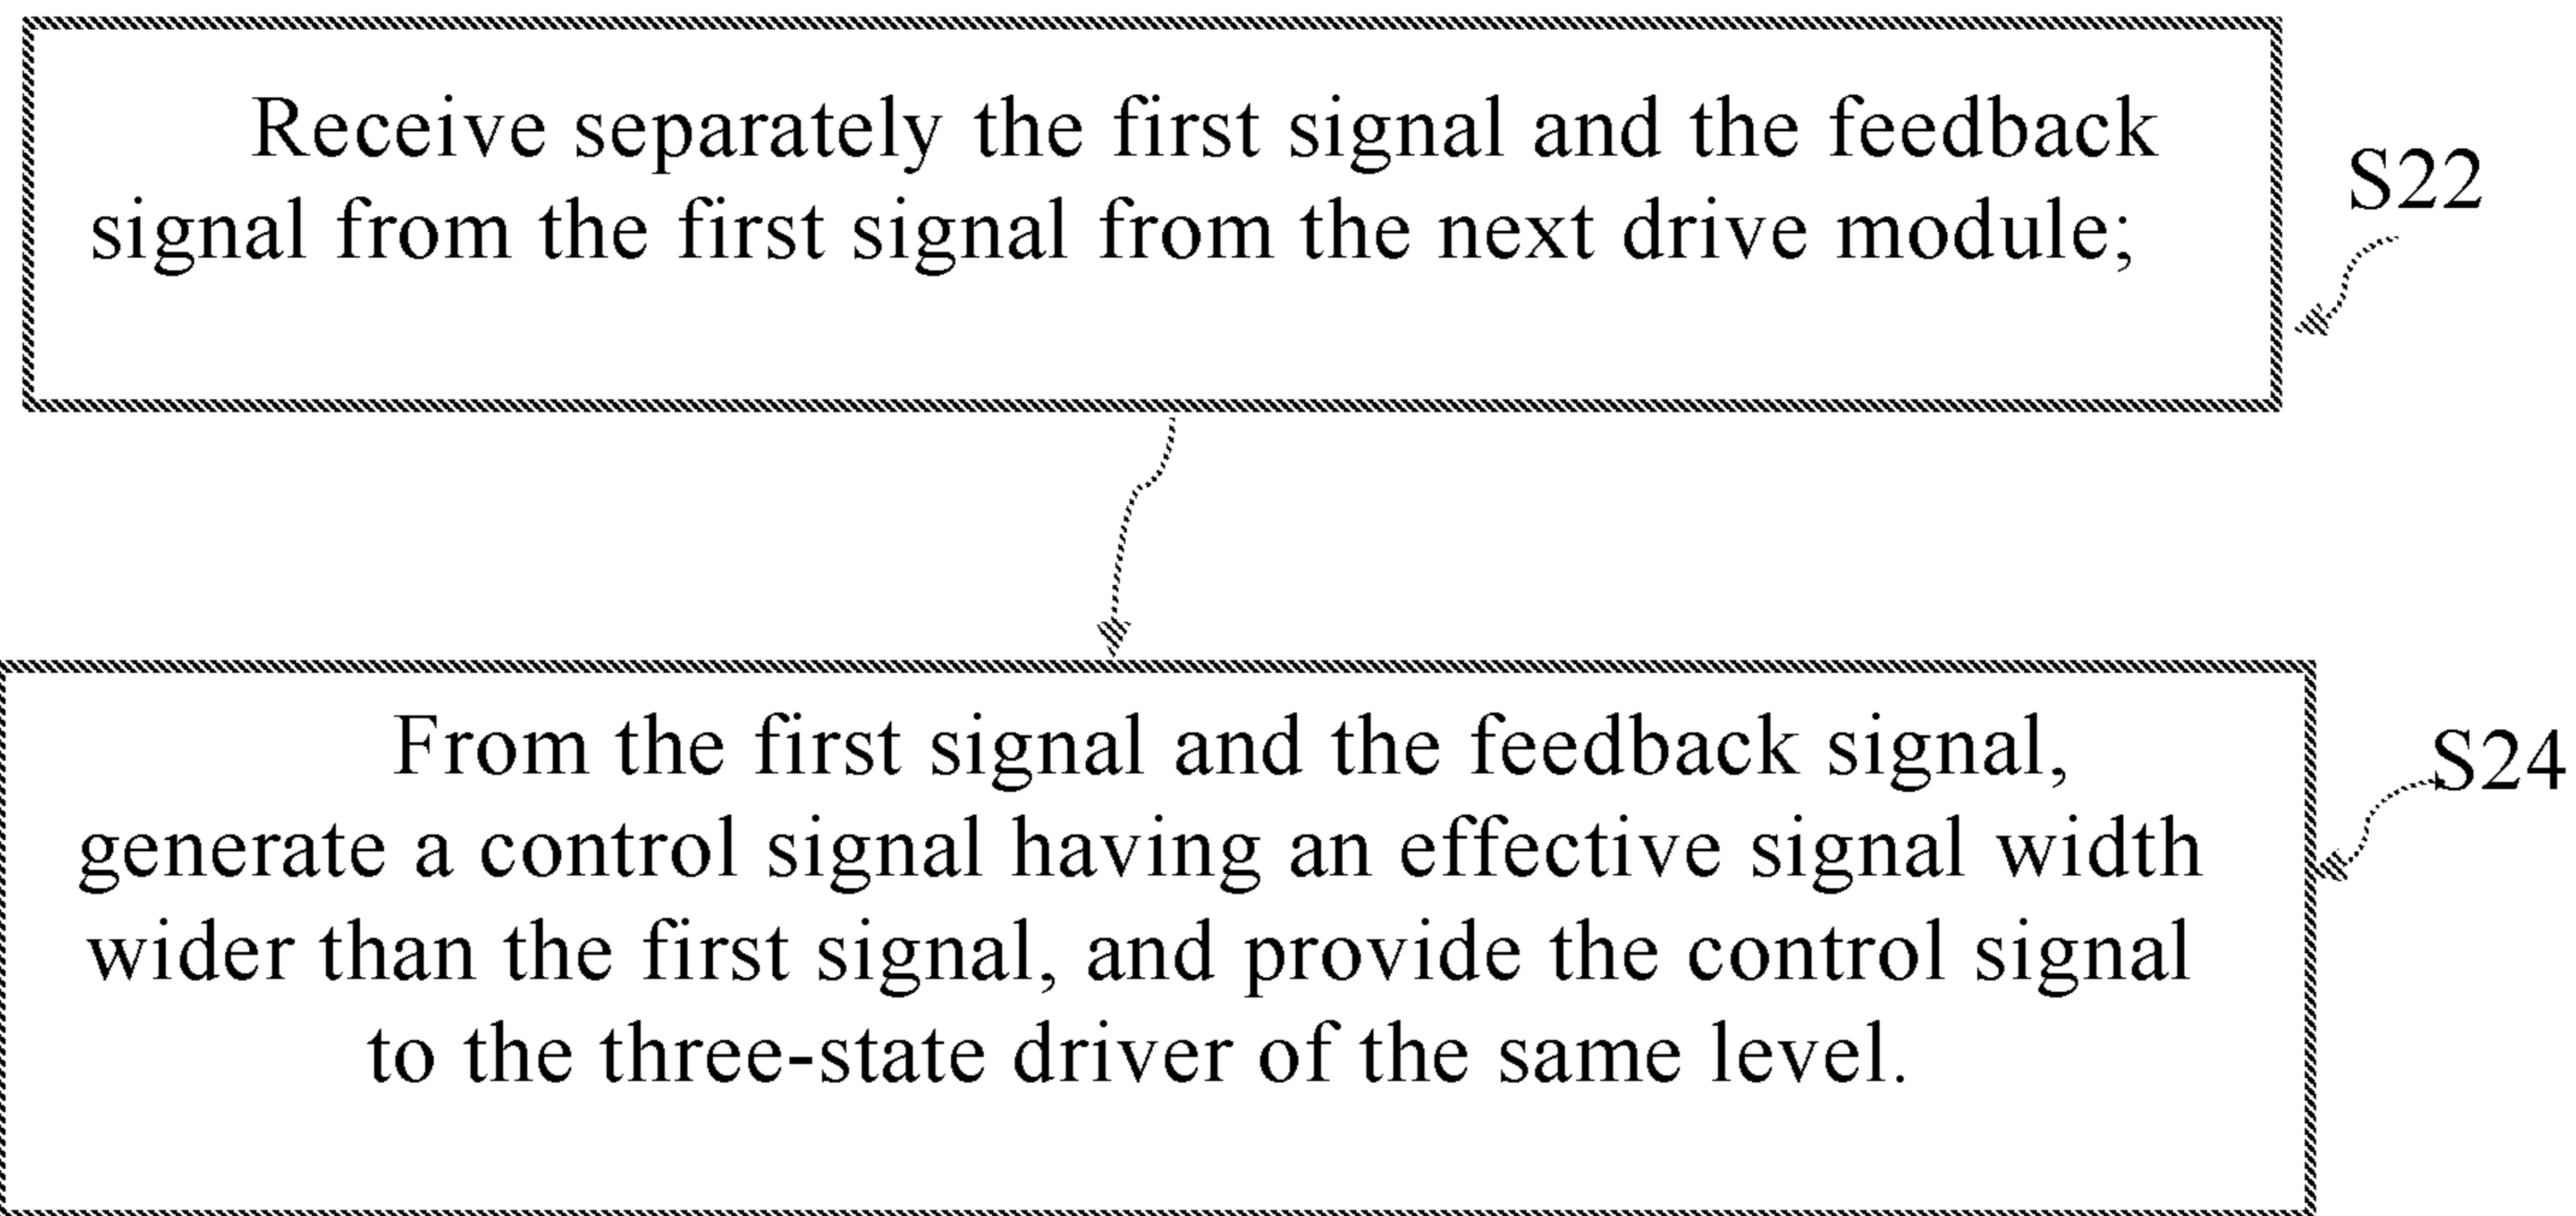 Receive separately the first signal and the feedback
signal from the first signal from the next drive module;
S22
From the first signal and the feedback signal,
generate a control signal having an effective signal width
wider than the first signal, and provide the control signal
to the three-state driver of the same level.
S24